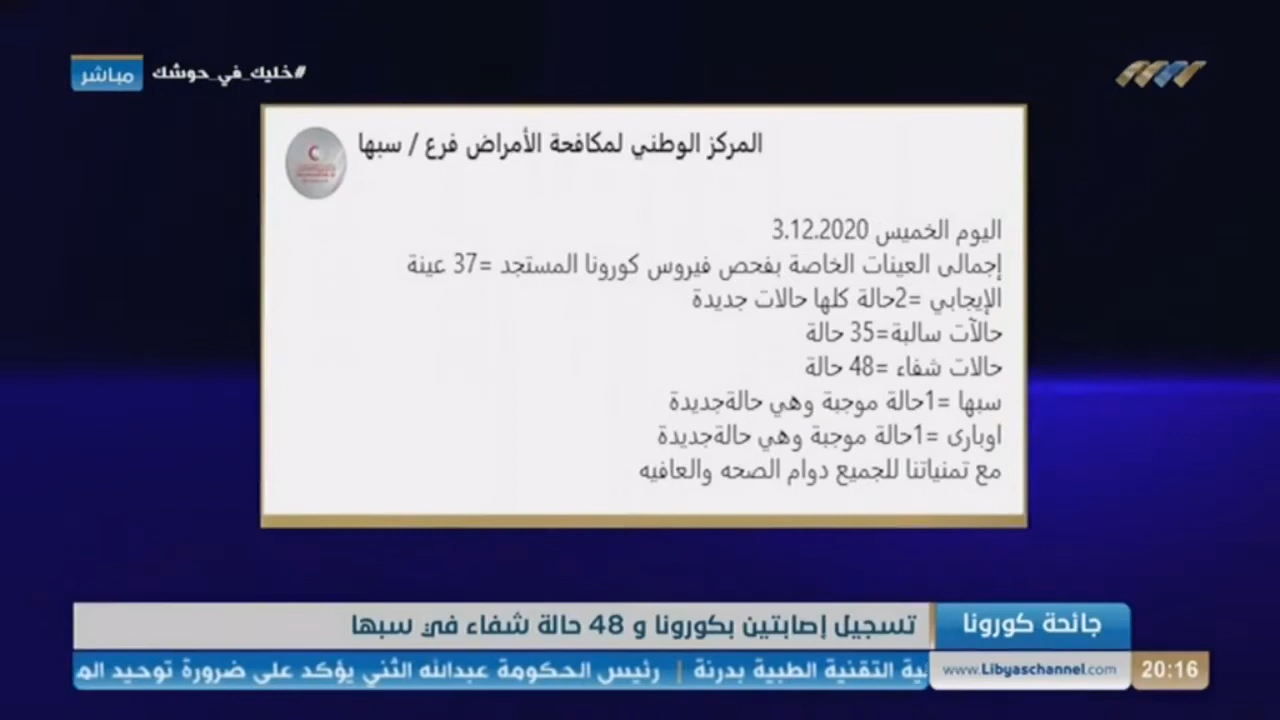 مباشر
#خليك_في_حوشك
المركز الوطني لمكافحة الأمراض فرع / سبها
اليوم الخميس 3.12.2020
إجمالى العينات الخاصة بفحص فيروس كورونا المستجد =37 عينة
الإيجابي =2حالة كلها حالات جديدة
حالآت سالبة=35 حالة
حالات شفاء =48 حالة
سبها =1حالة موجبة وهي حالةجديدة
اوبارى =1حالة موجبة وهي حالةجديدة
مع تمنياتنا للجميع دوام الصحه والعافيه
جائحة كورونا
تسجيل إصابتين بكورونا و 48 حالة شفاء في سبها
20:16
www.Libyaschannel.com
التقنية الطبية بدرنة | رئيس الحكومة عبدالله الثني يؤكد على ضرورة توحيد